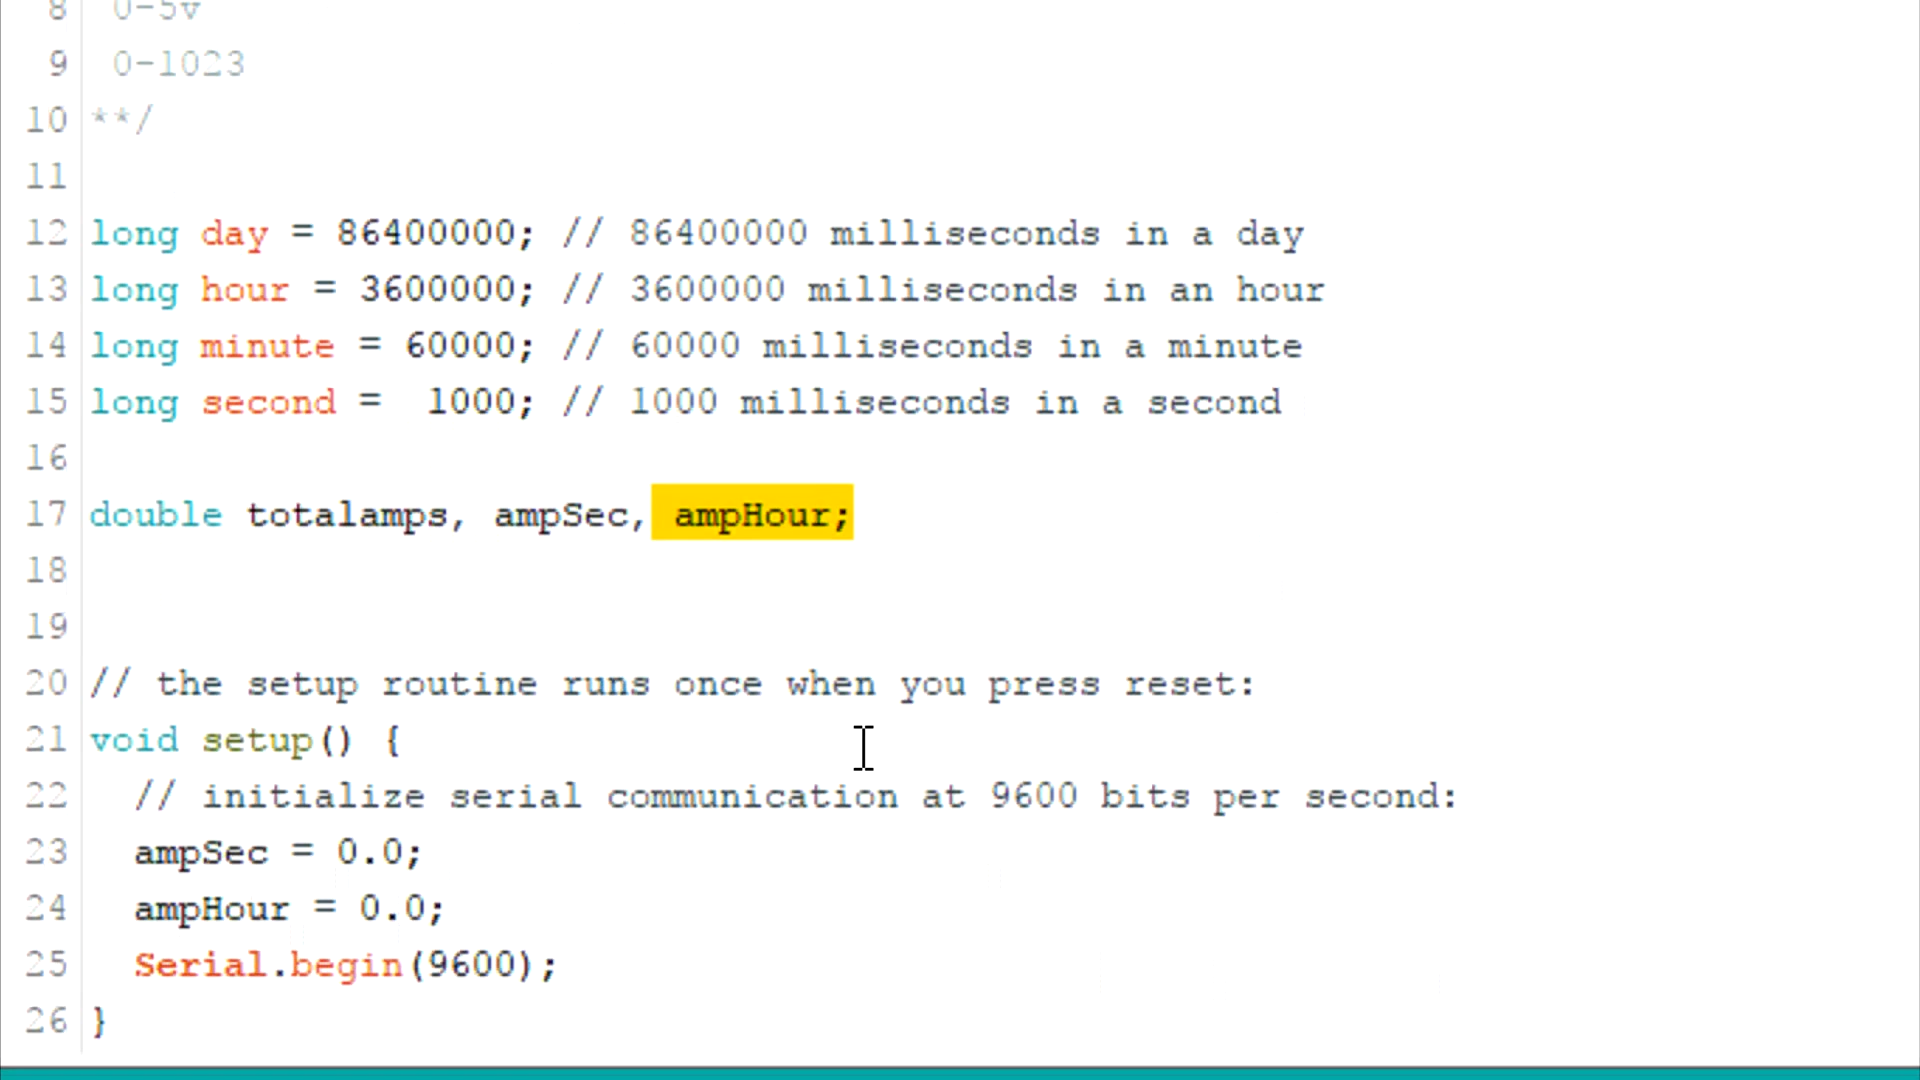 8 0-5v
9 0-1023
10 **/
11
12 long day = 86400000; // 86400000 milliseconds in a day
13 long hour = 3600000; // 3600000 milliseconds in an hour
14 long minute = 60000; // 60000 milliseconds in a minute
15 long second =  1000; // 1000 milliseconds in a second
16
17 double totalamps, ampSec, ampHour;
18
19
20 // the setup routine runs once when you press reset:
21 void setup() {
22   // initialize serial communication at 9600 bits per second:
23   ampSec = 0.0;
24   ampHour = 0.0;
25   Serial.begin(9600);
26 }